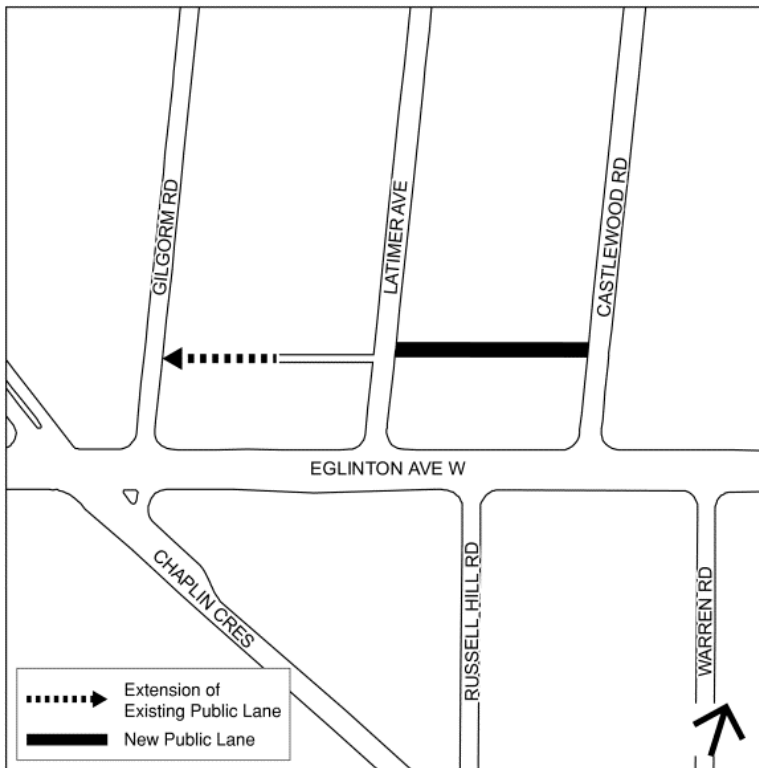 GILGORM RD
LATIMER AVE
CASTLEWOOD RD
EGLINTON AVE W
CHAPLIN CRES
RUSSELL HILL RD
WARREN RD
Extension of
Existing Public Lane
New Public Lane